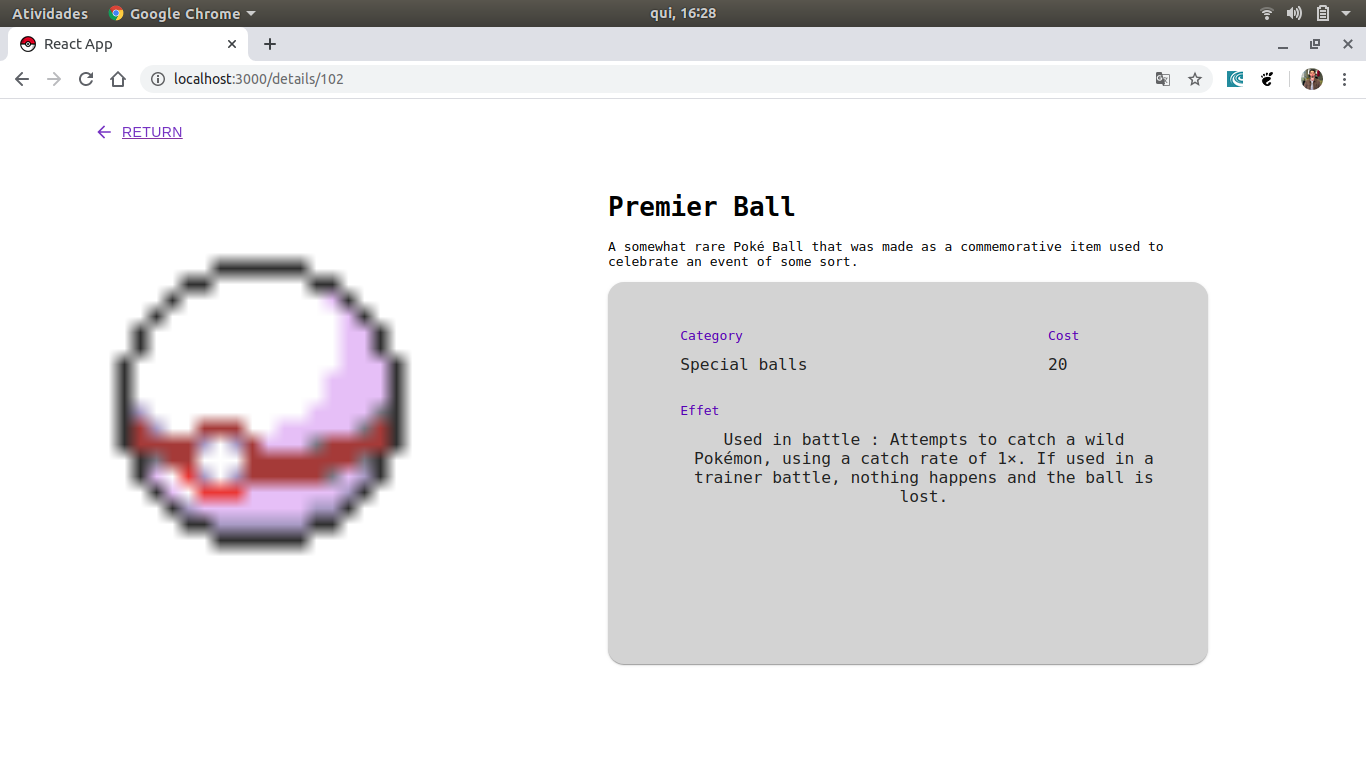 Atividades Google Chrome qui, 16:28
React App
localhost:3000/details/102
RETURN
Premier Ball
A somewhat rare Poké Ball that was made as a commemorative item used to
celebrate an event of some sort.
Category Cost
Special balls 20
Effet
Used in battle : Attempts to catch a wild
Pokémon, using a catch rate of 1×. If used in a
trainer battle, nothing happens and the ball is
lost.